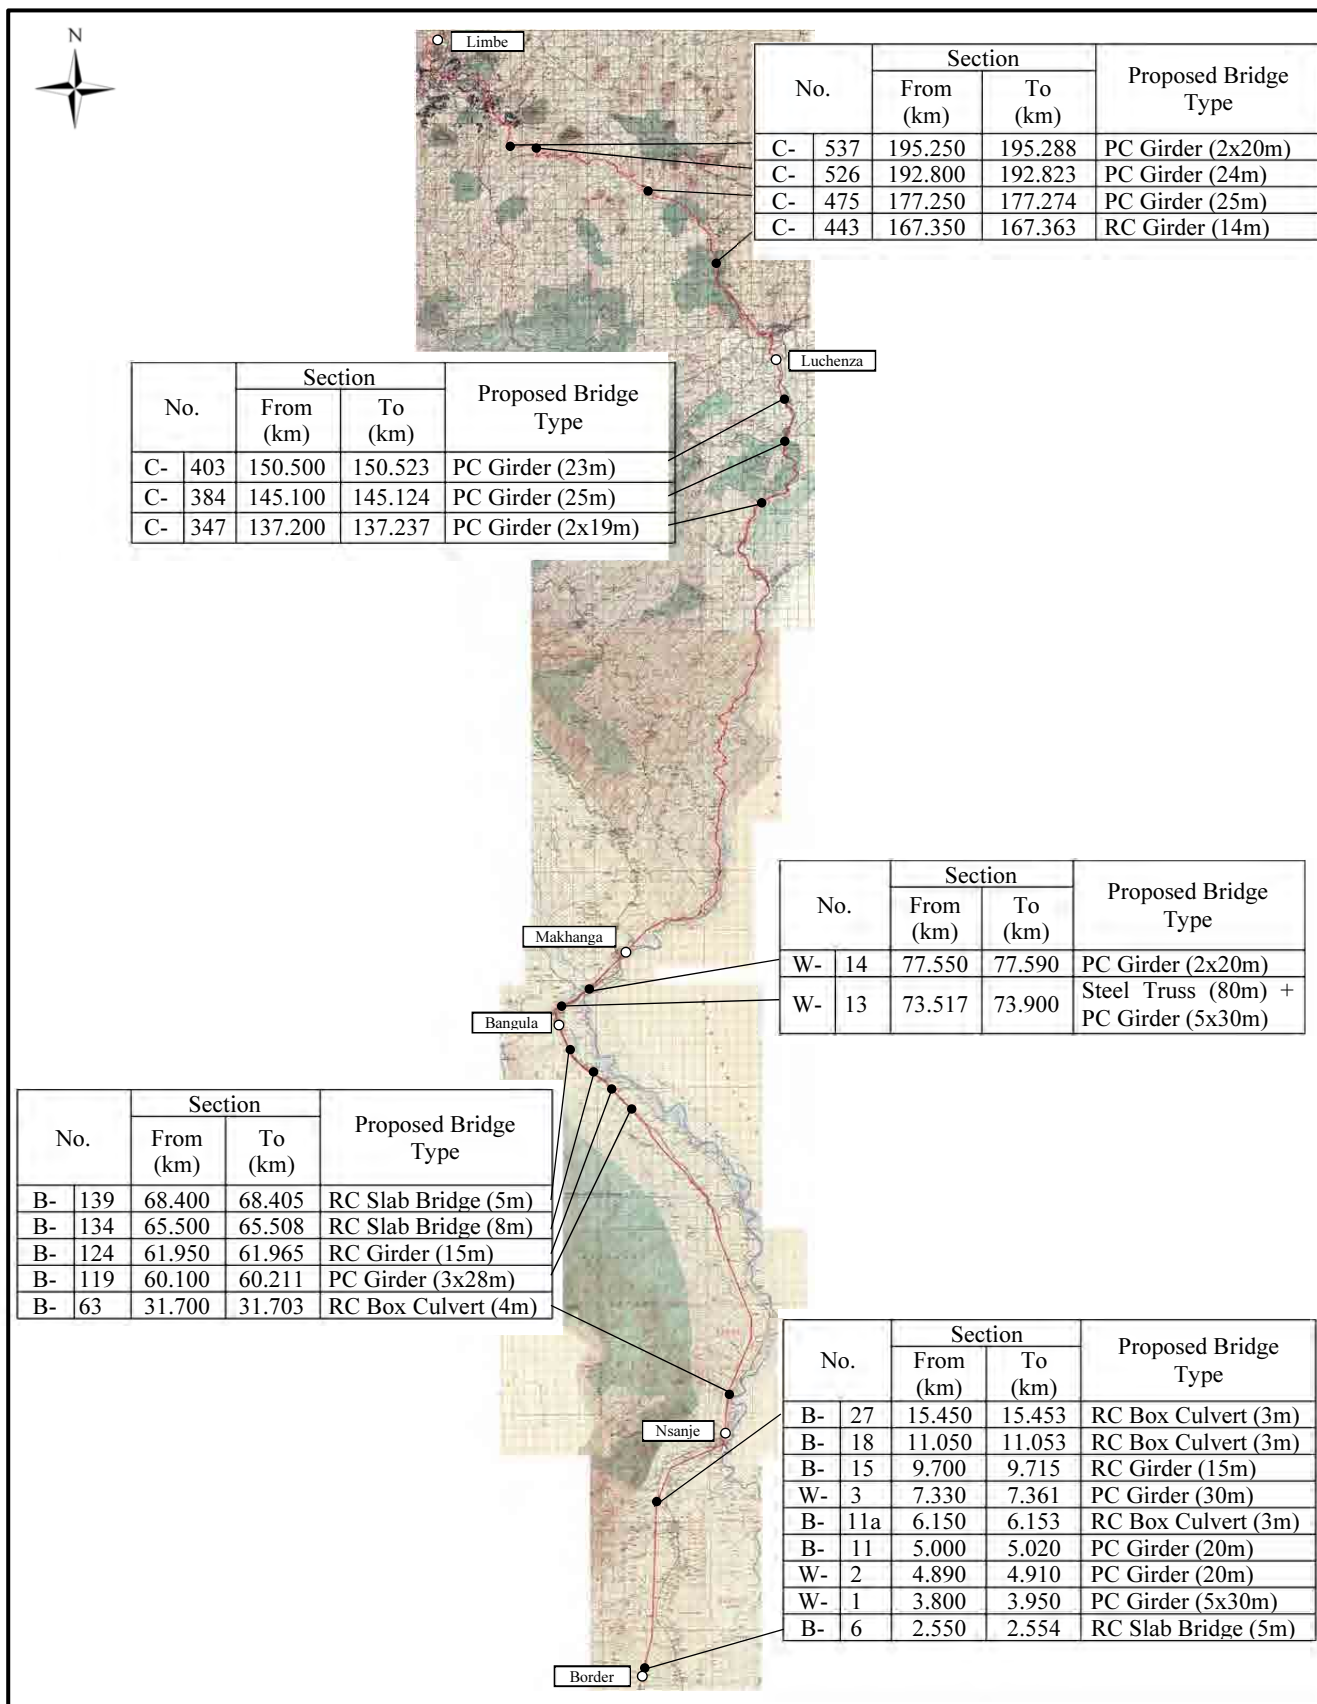 N
Limbe
No. Section Proposed Bridge Type
From (km) To (km)
C- 537 195.250 195.288 PC Girder (2x20m)
C- 526 192.800 192.823 PC Girder (24m)
C- 475 177.250 177.274 PC Girder (25m)
C- 443 167.350 167.363 RC Girder (14m)
Luchenza
No. Section Proposed Bridge Type
From (km) To (km)
C- 403 150.500 150.523 PC Girder (23m)
C- 384 145.100 145.124 PC Girder (25m)
C- 347 137.200 137.237 PC Girder (2x19m)
No. Section Proposed Bridge Type
From (km) To (km)
W- 14 77.550 77.590 PC Girder (2x20m)
W- 13 73.517 73.900 Steel Truss (80m) +
PC Girder (5x30m)
Makhanga
Bangula
No. Section Proposed Bridge Type
From (km) To (km)
B- 139 68.400 68.405 RC Slab Bridge (5m)
B- 134 65.500 65.508 RC Slab Bridge (8m)
B- 124 61.950 61.965 RC Girder (15m)
B- 119 60.100 60.211 PC Girder (3x28m)
B- 63 31.700 31.703 RC Box Culvert (4m)
Nsanje
No. Section Proposed Bridge Type
From (km) To (km)
B- 27 15.450 15.453 RC Box Culvert (3m)
B- 18 11.050 11.053 RC Box Culvert (3m)
B- 15 9.700 9.715 RC Girder (15m)
W- 3 7.330 7.361 PC Girder (30m)
B- 11a 6.150 6.153 RC Box Culvert (3m)
B- 11 5.000 5.020 PC Girder (20m)
W- 2 4.890 4.910 PC Girder (20m)
W- 1 3.800 3.950 PC Girder (5x30m)
B- 6 2.550 2.554 RC Slab Bridge (5m)
Border